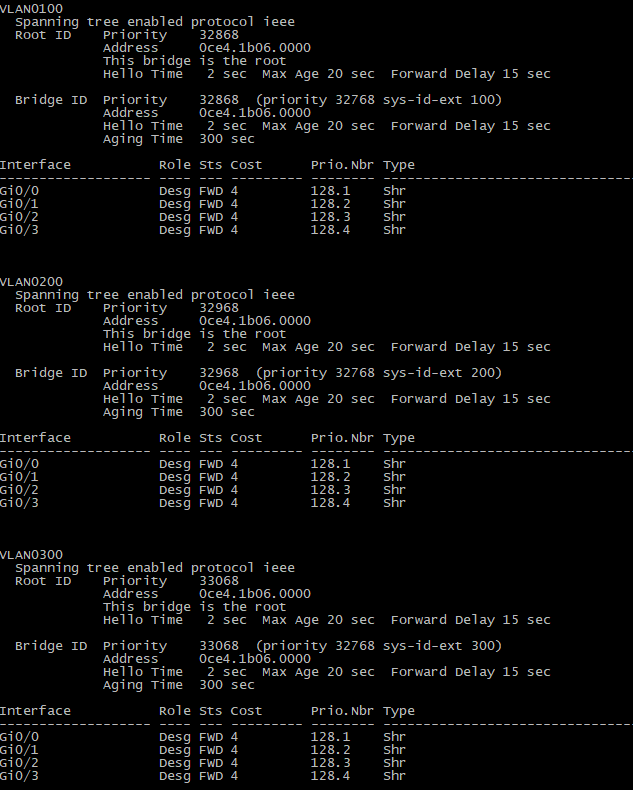 VLAN0100
  Spanning tree enabled protocol ieee
  Root ID    Priority    32868
             Address     0ce4.1b06.0000
             This bridge is the root
             Hello Time   2 sec  Max Age 20 sec  Forward Delay 15 sec
  Bridge ID  Priority    32868  (priority 32768 sys-id-ext 100)
             Address     0ce4.1b06.0000
             Hello Time   2 sec  Max Age 20 sec  Forward Delay 15 sec
             Aging Time  300 sec
Interface           Role Sts Cost      Prio.Nbr Type
------------------- ---- --- --------- -------- --------------------------------
Gi0/0               Desg FWD 4         128.1    Shr
Gi0/1               Desg FWD 4         128.2    Shr
Gi0/2               Desg FWD 4         128.3    Shr
Gi0/3               Desg FWD 4         128.4    Shr
VLAN0200
  Spanning tree enabled protocol ieee
  Root ID    Priority    32968
             Address     0ce4.1b06.0000
             This bridge is the root
             Hello Time   2 sec  Max Age 20 sec  Forward Delay 15 sec
  Bridge ID  Priority    32968  (priority 32768 sys-id-ext 200)
             Address     0ce4.1b06.0000
             Hello Time   2 sec  Max Age 20 sec  Forward Delay 15 sec
             Aging Time  300 sec
Interface           Role Sts Cost      Prio.Nbr Type
------------------- ---- --- --------- -------- --------------------------------
Gi0/0               Desg FWD 4         128.1    Shr
Gi0/1               Desg FWD 4         128.2    Shr
Gi0/2               Desg FWD 4         128.3    Shr
Gi0/3               Desg FWD 4         128.4    Shr
VLAN0300
  Spanning tree enabled protocol ieee
  Root ID    Priority    33068
             Address     0ce4.1b06.0000
             This bridge is the root
             Hello Time   2 sec  Max Age 20 sec  Forward Delay 15 sec
  Bridge ID  Priority    33068  (priority 32768 sys-id-ext 300)
             Address     0ce4.1b06.0000
             Hello Time   2 sec  Max Age 20 sec  Forward Delay 15 sec
             Aging Time  300 sec
Interface           Role Sts Cost      Prio.Nbr Type
------------------- ---- --- --------- -------- --------------------------------
Gi0/0               Desg FWD 4         128.1    Shr
Gi0/1               Desg FWD 4         128.2    Shr
Gi0/2               Desg FWD 4         128.3    Shr
Gi0/3               Desg FWD 4         128.4    Shr